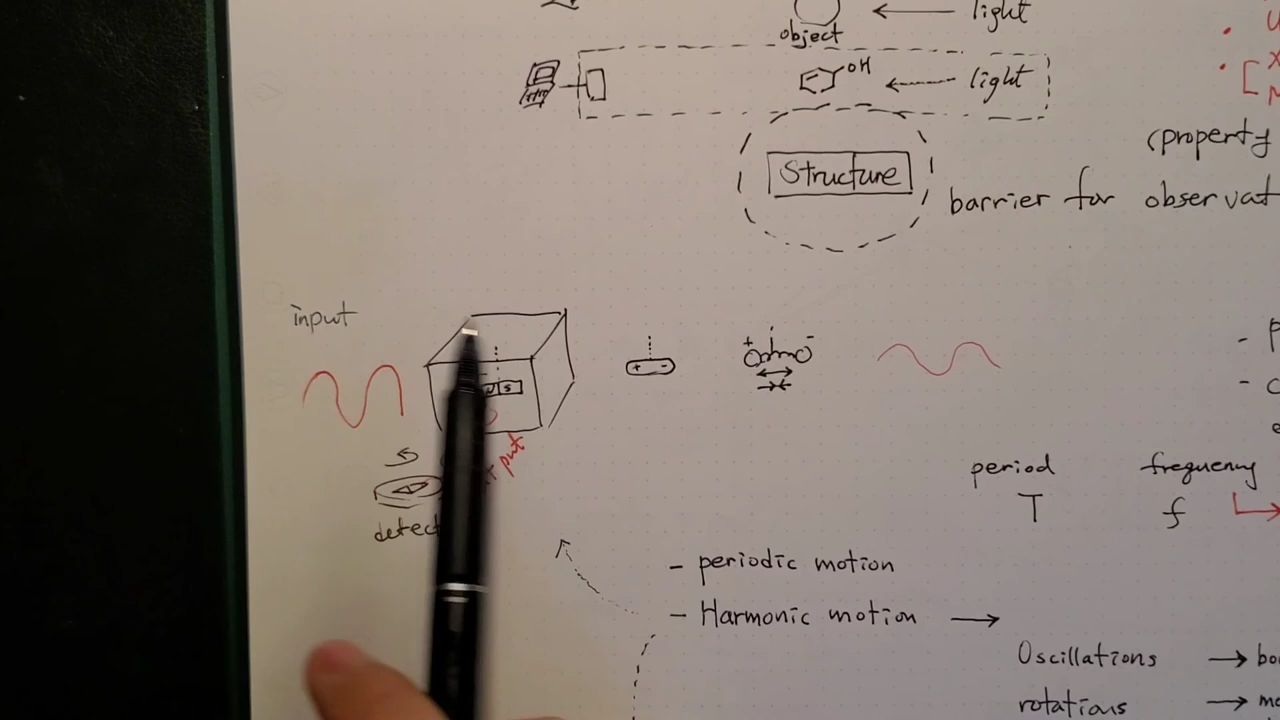 light
object
OH
light
(property
Structure
barrier for observat
input
+ -
+ -
S
put
detect
period frequency
T f
- periodic motion
- Harmonic motion →
Oscillations →
rotations →